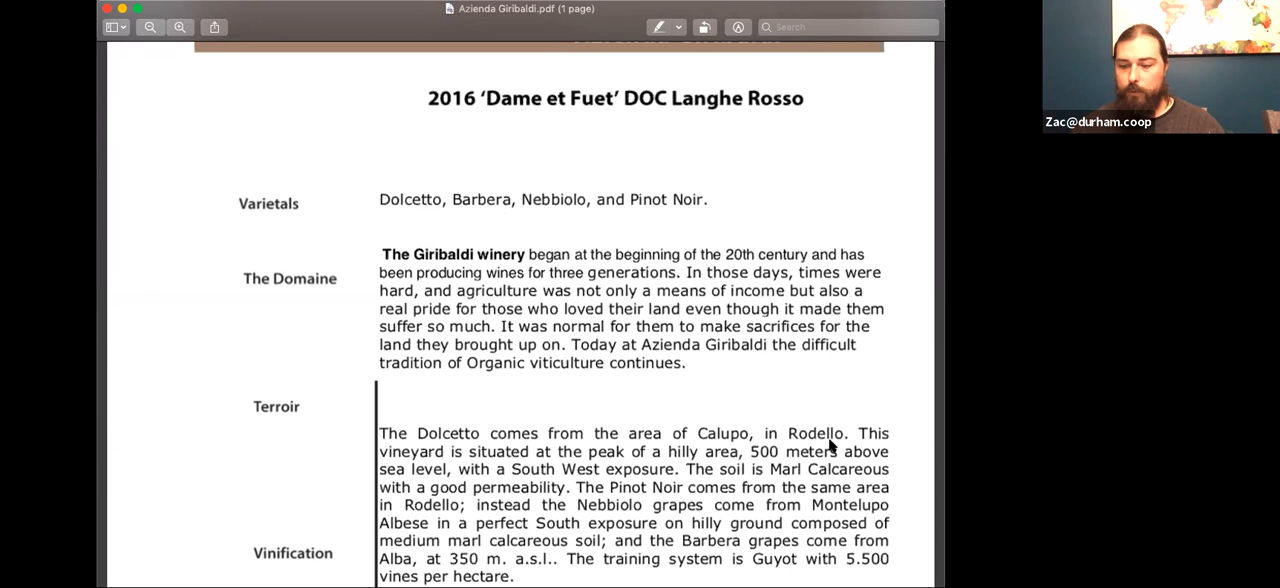 Azienda Giribaldi.pdf (1 page)
Search
2016 ‘Dame et Fuet’ DOC Langhe Rosso
Varietals
Dolcetto, Barbera, Nebbiolo, and Pinot Noir.
The Domaine
The Giribaldi winery began at the beginning of the 20th century and has
been producing wines for three generations. In those days, times were
hard, and agriculture was not only a means of income but also a
real pride for those who loved their land even though it made them
suffer so much. It was normal for them to make sacrifices for the
land they brought up on. Today at Azienda Giribaldi the difficult
tradition of Organic viticulture continues.
Terroir
The Dolcetto comes from the area of Calupo, in Rodello. This
vineyard is situated at the peak of a hilly area, 500 meters above
sea level, with a South West exposure. The soil is Marl Calcareous
with a good permeability. The Pinot Noir comes from the same area
in Rodello; instead the Nebbiolo grapes come from Montelupo
Albese in a perfect South exposure on hilly ground composed of
medium marl calcareous soil; and the Barbera grapes come from
Alba, at 350 m. a.s.l.. The training system is Guyot with 5.500
vines per hectare.
Vinification
Zac@durham.coop